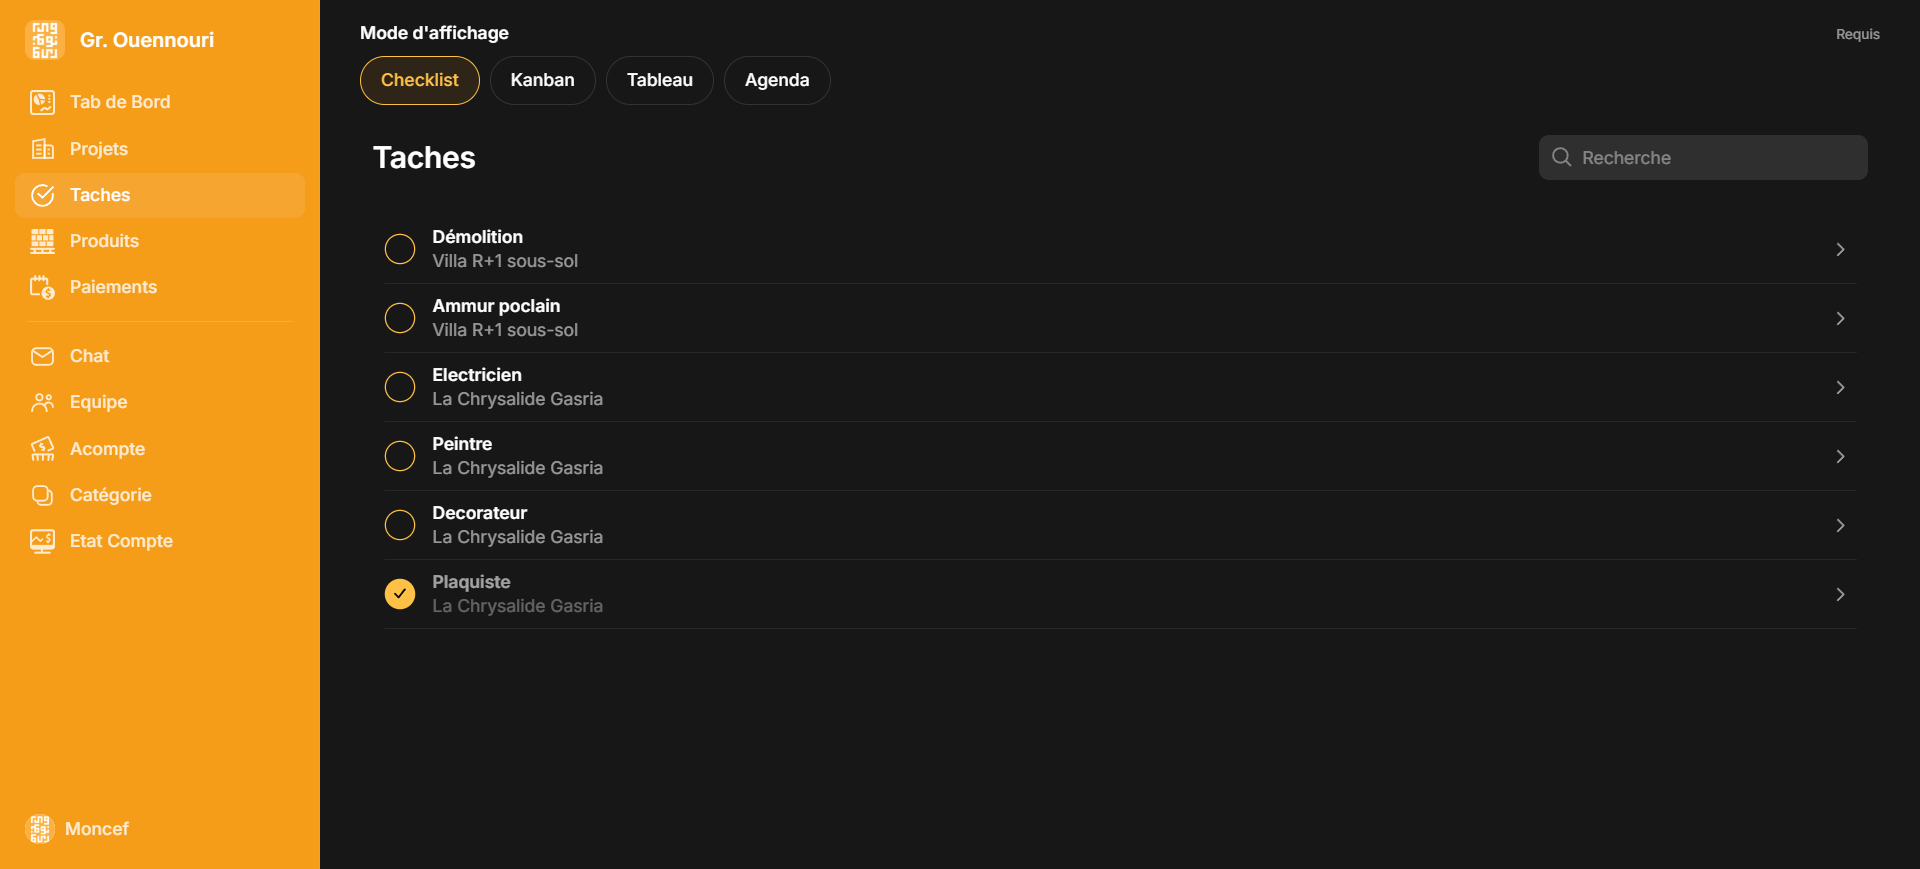 Gr. Ouennouri
Tab de Bord
Projets
Taches
Produits
Paiements
Chat
Equipe
Acompte
Catégorie
Etat Compte
Moncef
Mode d'affichage
Requis
Checklist
Kanban
Tableau
Agenda
Taches
Recherche
Démolition
Villa R+1 sous-sol
Ammur poclain
Villa R+1 sous-sol
Electricien
La Chrysalide Gasria
Peintre
La Chrysalide Gasria
Decorateur
La Chrysalide Gasria
Plaquiste
La Chrysalide Gasria